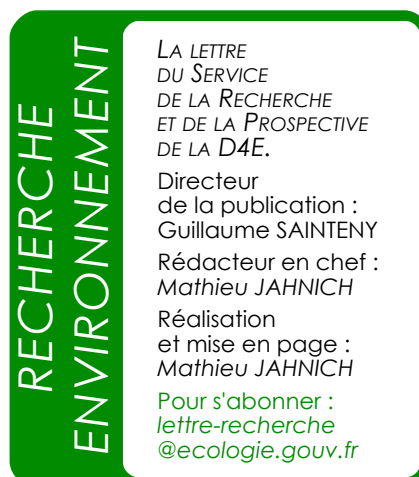 RECHERCHE
ENVIRONNEMENT
LA LETTRE
DU SERVICE
DE LA RECHERCHE
ET DE LA PROSPECTIVE
DE LA D4E.
Directeur
de la publication :
Guillaume SAINTENY
Rédacteur en chef :
Mathieu JAHNICH
Réalisation
et mise en page :
Mathieu JAHNICH
Pour s'abonner :
lettre-recherche
@ecologie.gouv.fr